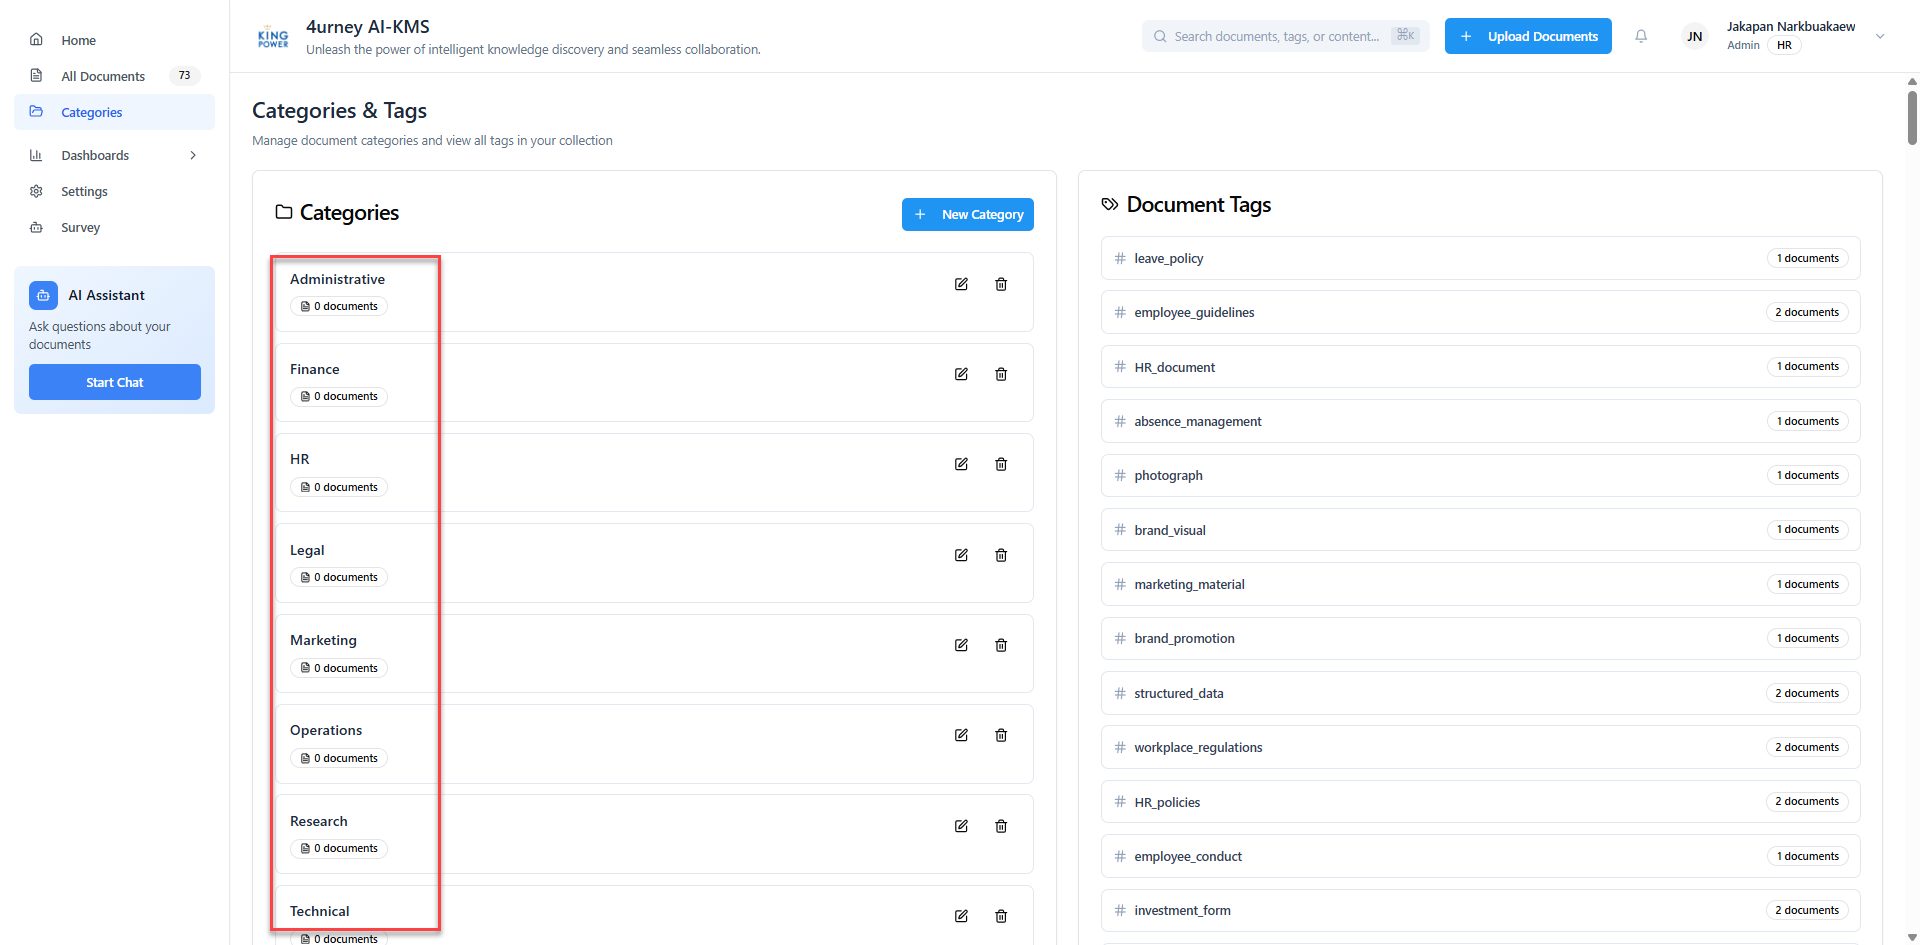 Home
All Documents 73
Categories
Dashboards
Settings
Survey
AI Assistant
Ask questions about your
documents
Start Chat
KING
POWER
4urney AI-KMS
Unleash the power of intelligent knowledge discovery and seamless collaboration.
Search documents, tags, or content... ⌘K
Upload Documents
JN
Jakapan Narkbuakaew
Admin HR
Categories & Tags
Manage document categories and view all tags in your collection
Categories
New Category
Administrative
0 documents
Finance
0 documents
HR
0 documents
Legal
0 documents
Marketing
0 documents
Operations
0 documents
Research
0 documents
Technical
0 documents
Document Tags
# leave_policy 1 documents
# employee_guidelines 2 documents
# HR_document 1 documents
# absence_management 1 documents
# photograph 1 documents
# brand_visual 1 documents
# marketing_material 1 documents
# brand_promotion 1 documents
# structured_data 2 documents
# workplace_regulations 2 documents
# HR_policies 2 documents
# employee_conduct 1 documents
# investment_form 2 documents